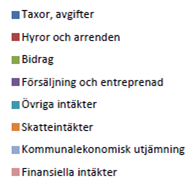 Taxor, avgifter
Hyror och arrenden
Bidrag
Försäljning och entreprenad
Övriga intäkter
Skatteintäkter
Kommunalekonomisk utjämning
Finansiella intäkter